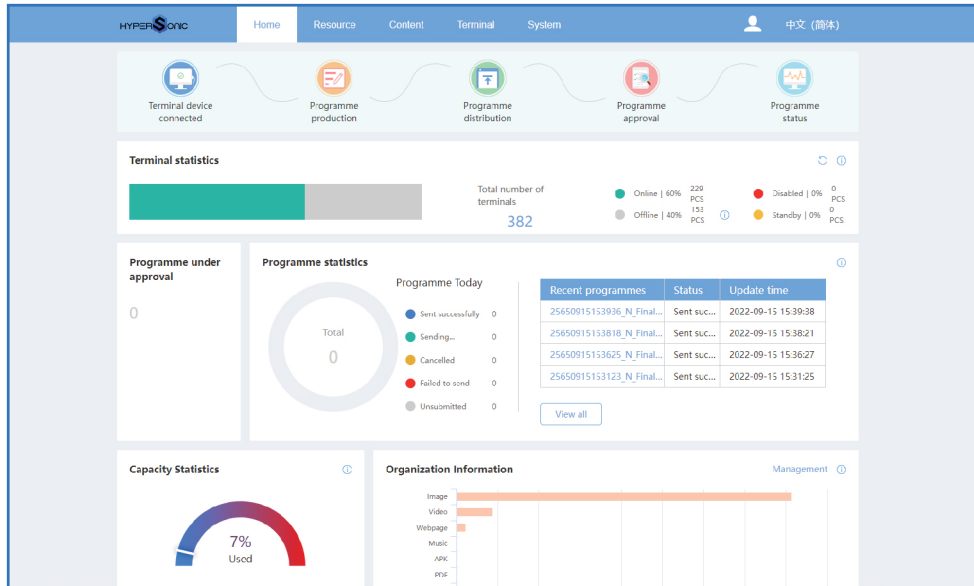 HYPERSONIC
Home Resource Content Terminal System 中文 (简体)
Terminal device connected
Programme production
Programme distribution
Programme approval
Programme status
Terminal statistics
Total number of terminals
382
Online | 60% 229 PCS
Disabled | 0% 0 PCS
Offline | 40% 153 PCS
Standby | 0% 0 PCS
Programme under approval
0
Programme statistics
Total
0
Programme Today
Sent successfully 0
Sending... 0
Cancelled 0
Failed to send 0
Unsubmitted 0
Recent programmes Status Update time
25650915153936_N_Final... Sent suc... 2022-09-15 15:39:38
25650915153818_N_Final... Sent suc... 2022-09-15 15:38:21
25650915153625_N_Final... Sent suc... 2022-09-15 15:36:27
25650915153123_N_Final... Sent suc... 2022-09-15 15:31:25
View all
Capacity Statistics
7%
Used
Organization Information
Management
Image
Video
Webpage
Music
APK
PDF